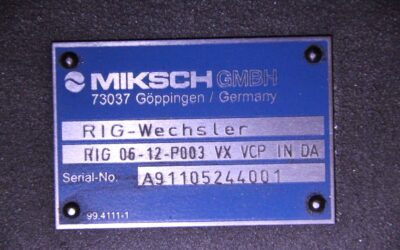 MIKSCH GMBH
73037 Göppingen / Germany
RIG-Wechsler
RIG 06-12-P003 VX VCP IN DA
Serial-No. A91105244001
99.4111-1